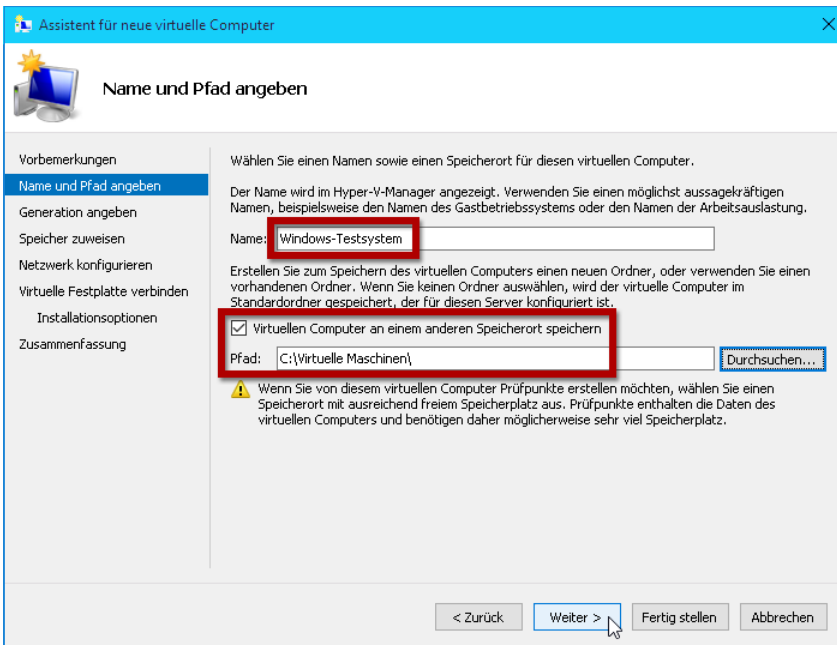 Assistent für neue virtuelle Computer
Name und Pfad angeben
Vorbemerkungen
Name und Pfad angeben
Generation angeben
Speicher zuweisen
Netzwerk konfigurieren
Virtuelle Festplatte verbinden
Installationsoptionen
Zusammenfassung
Wählen Sie einen Namen sowie einen Speicherort für diesen virtuellen Computer.
Der Name wird im Hyper-V-Manager angezeigt. Verwenden Sie einen möglichst aussagekräftigen
Namen, beispielsweise den Namen des Gastbetriebssystems oder den Namen der Arbeitsauslastung.
Name: Windows-Testsystem
Erstellen Sie zum Speichern des virtuellen Computers einen neuen Ordner, oder verwenden Sie einen
vorhandenen Ordner. Wenn Sie keinen Ordner auswählen, wird der virtuelle Computer im
Standardordner gespeichert, der für diesen Server konfiguriert ist.
Virtuellen Computer an einem anderen Speicherort speichern
Pfad: C:\Virtuelle Maschinen\ Durchsuchen...
Wenn Sie von diesem virtuellen Computer Prüfpunkte erstellen möchten, wählen Sie einen
Speicherort mit ausreichend freiem Speicherplatz aus. Prüfpunkte enthalten die Daten des
virtuellen Computers und benötigen daher möglicherweise sehr viel Speicherplatz.
< Zurück Weiter > Fertig stellen Abbrechen